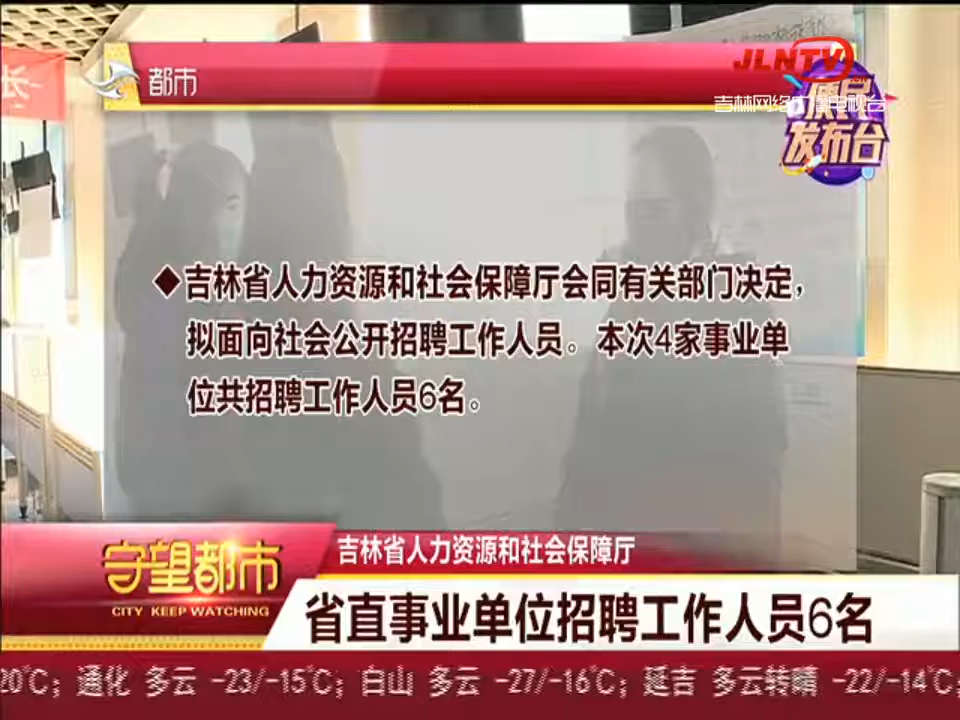 长
都市
JLNTV
吉林网络广播电视台
便民
发布台
◆吉林省人力资源和社会保障厅会同有关部门决定，
拟面向社会公开招聘工作人员。本次4家事业单
位共招聘工作人员6名。
守望都市
CITY KEEP WATCHING
吉林省人力资源和社会保障厅
省直事业单位招聘工作人员6名
20℃；通化 多云 -23/-15℃；白山 多云 -27/-16℃；延吉 多云转晴 -22/-14℃；